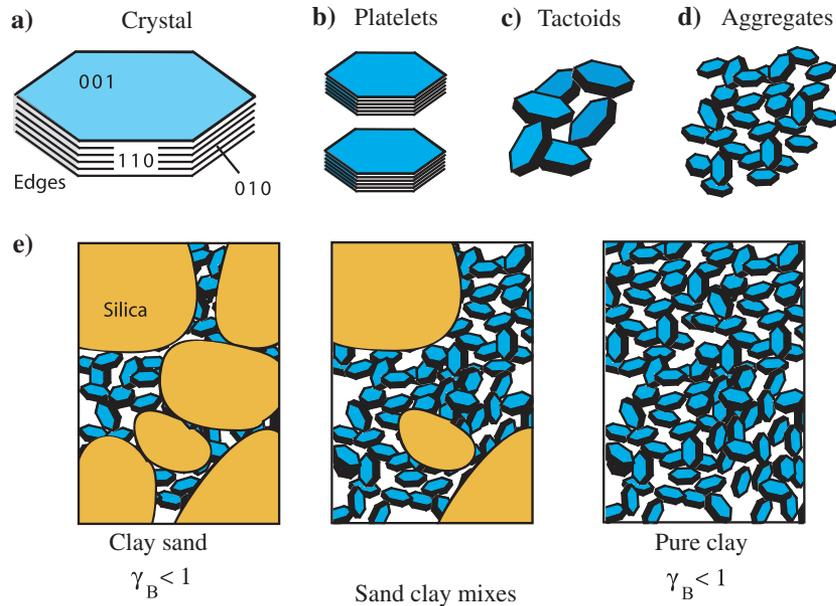 a)
Crystal
001
110
010
Edges
b)
Platelets
c)
Tactoids
d)
Aggregates
e)
Silica
Clay sand
γB < 1
Sand clay mixes
Pure clay
γB < 1